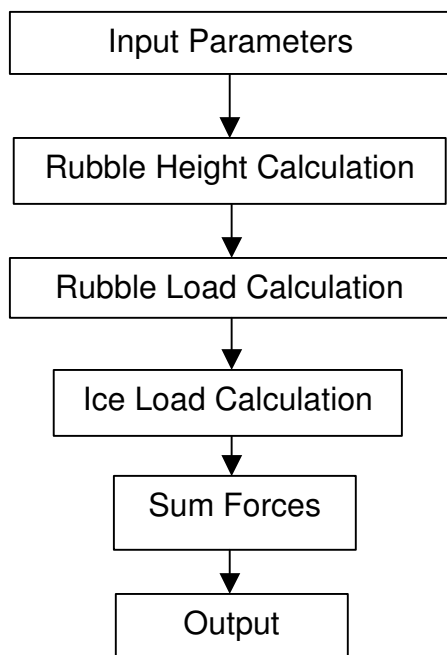 Input Parameters
Rubble Height Calculation
Rubble Load Calculation
Ice Load Calculation
Sum Forces
Output